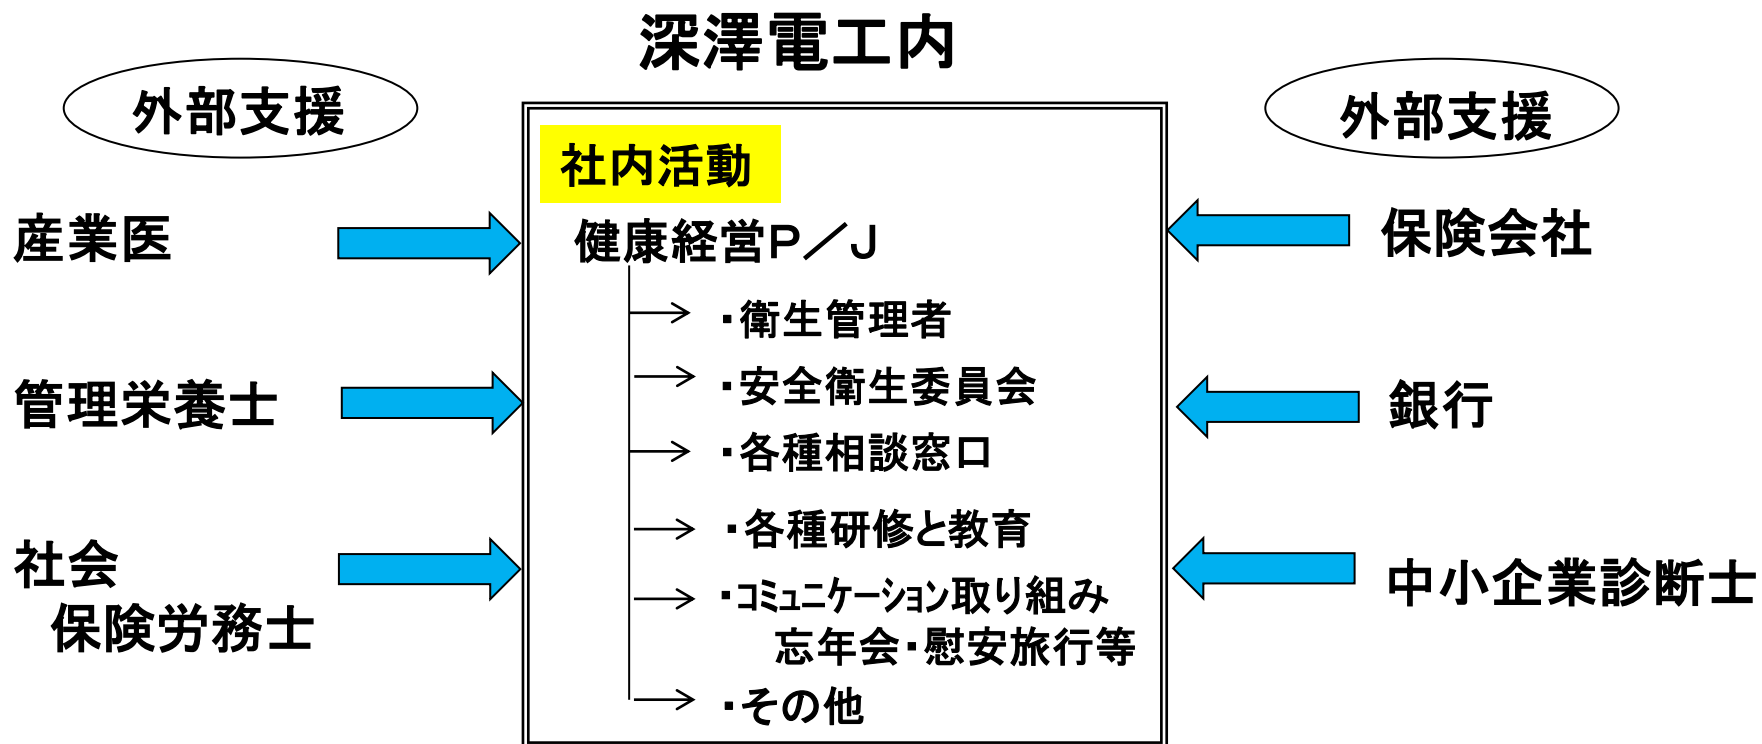 深澤電工内
外部支援
産業医
管理栄養士
社会
保険労務士
社内活動
健康経営P/J
・衛生管理者
・安全衛生委員会
・各種相談窓口
・各種研修と教育
・ｺﾐｭﾆｹｰｼｮﾝ取り組み
忘年会・慰安旅行等
・その他
外部支援
保険会社
銀行
中小企業診断士